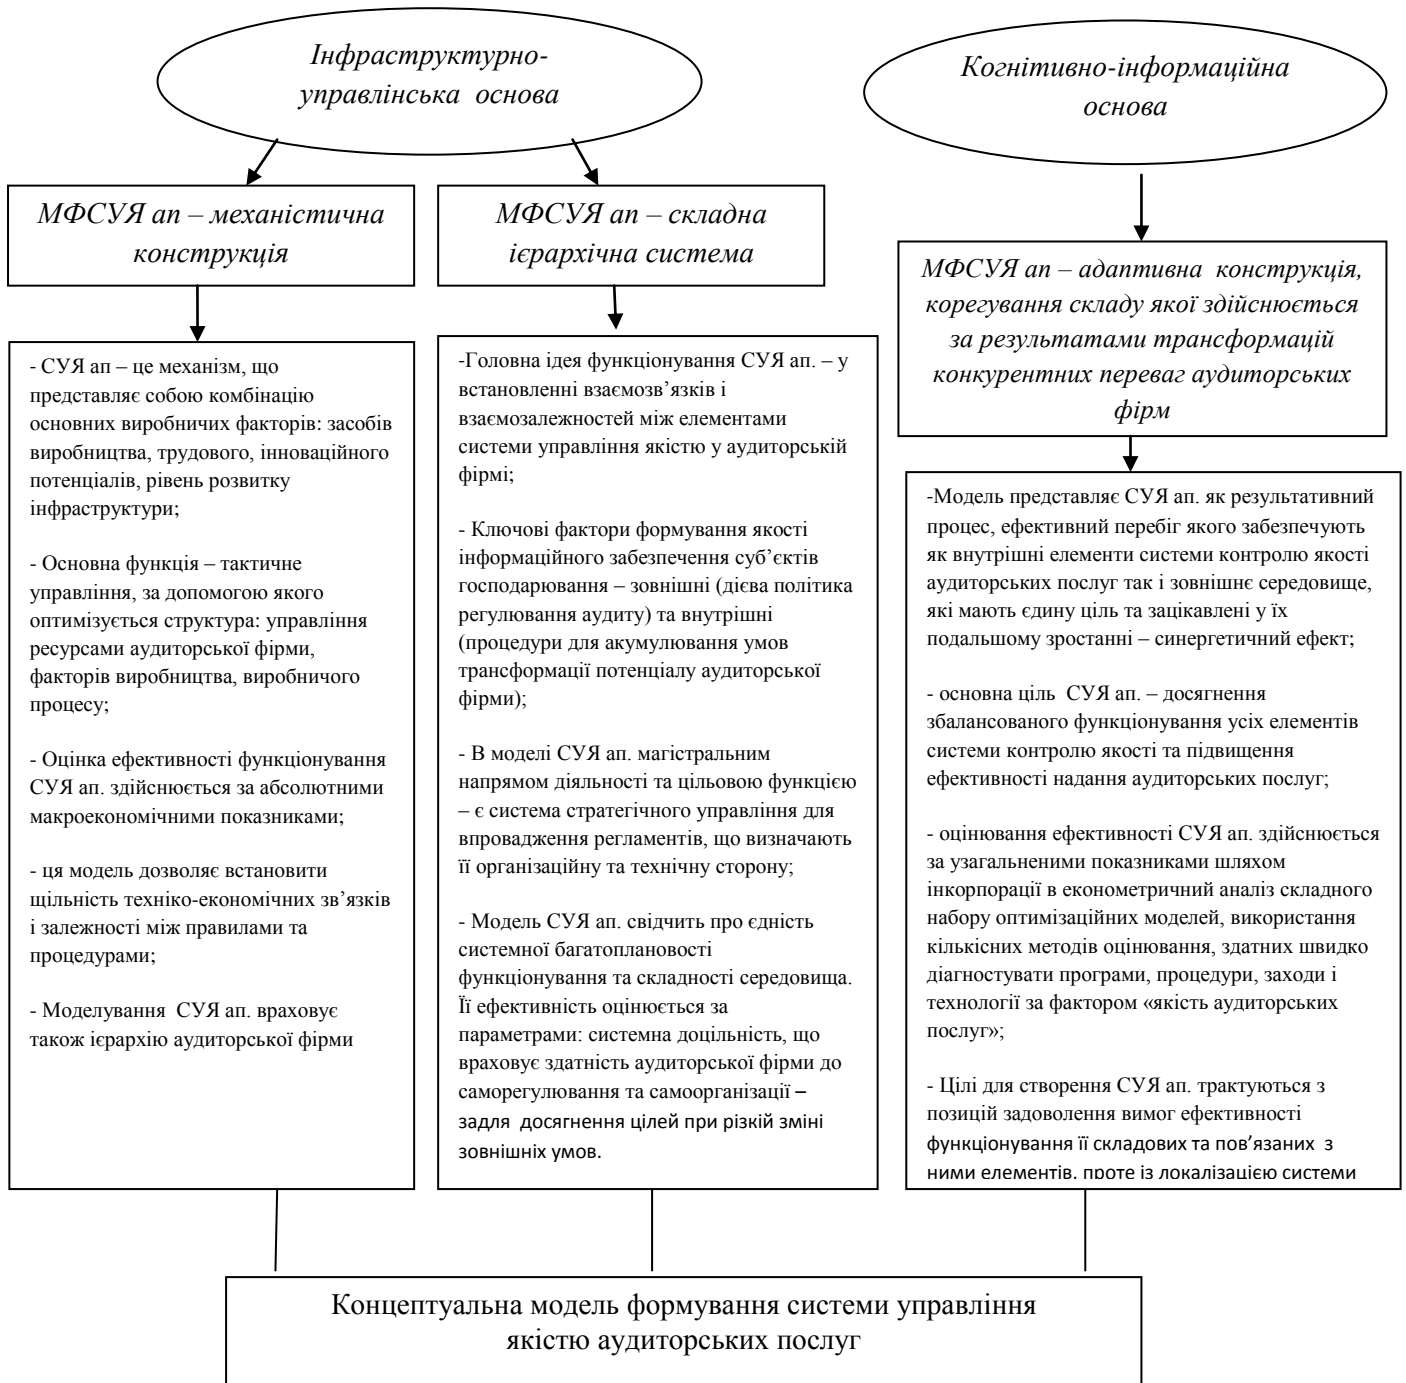 Інфраструктурно-
управлінська основа
Когнітивно-інформаційна
основа
МФСУЯ ап – механістична
конструкція
МФСУЯ ап – складна
ієрархічна система
МФСУЯ ап – адаптивна конструкція,
корегування складу якої здійснюється
за результатами трансформацій
конкурентних переваг аудиторських
фірм
- СУЯ ап – це механізм, що
представляє собою комбінацію
основних виробничих факторів: засобів
виробництва, трудового, інноваційного
потенціалів, рівень розвитку
інфраструктури;
- Основна функція – тактичне
управління, за допомогою якого
оптимізується структура: управління
ресурсами аудиторської фірми,
факторів виробництва, виробничого
процесу;
- Оцінка ефективності функціонування
СУЯ ап. здійснюється за абсолютними
макроекономічними показниками;
- ця модель дозволяє встановити
щільність техніко-економічних зв’язків
і залежності між правилами та
процедурами;
- Моделування СУЯ ап. враховує
також ієрархію аудиторської фірми
-Головна ідея функціонування СУЯ ап. – у
встановленні взаємозв’язків і
взаємозалежностей між елементами
системи управління якістю у аудиторській
фірмі;
- Ключові фактори формування якості
інформаційного забезпечення суб’єктів
господарювання – зовнішні (дієва політика
регулювання аудиту) та внутрішні
(процедури для акумулювання умов
трансформації потенціалу аудиторської
фірми);
- В моделі СУЯ ап. магістральним
напрямом діяльності та цільовою функцією
– є система стратегічного управління для
впровадження регламентів, що визначають
її організаційну та технічну сторону;
- Модель СУЯ ап. свідчить про єдність
системної багатоплановості
функціонування та складності середовища.
Її ефективність оцінюється за
параметрами: системна доцільність, що
враховує здатність аудиторської фірми до
саморегулювання та самоорганізації –
задля досягнення цілей при різкій зміні
зовнішніх умов.
-Модель представляє СУЯ ап. як результативний
процес, ефективний перебіг якого забезпечують
як внутрішні елементи системи контролю якості
аудиторських послуг так і зовнішнє середовище,
які мають єдину ціль та зацікавлені у їх
подальшому зростанні – синергетичний ефект;
- основна ціль СУЯ ап. – досягнення
збалансованого функціонування усіх елементів
системи контролю якості та підвищення
ефективності надання аудиторських послуг;
- оцінювання ефективності СУЯ ап. здійснюється
за узагальненими показниками шляхом
інкорпорації в економетричний аналіз складного
набору оптимізаційних моделей, використання
кількісних методів оцінювання, здатних швидко
діагностувати програми, процедури, заходи і
технології за фактором «якість аудиторських
послуг»;
- Цілі для створення СУЯ ап. трактуються з
позицій задоволення вимог ефективності
функціонування її складових та пов’язаних з
ними елементів, проте із локалізацією системи
Концептуальна модель формування системи управління
якістю аудиторських послуг